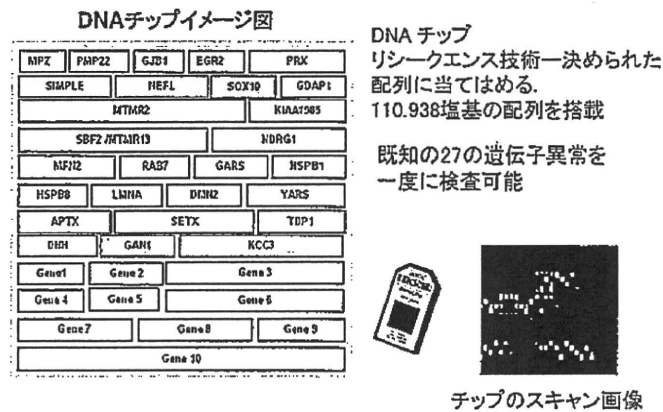 DNAチップイメージ図
MPZ PMP22 GJB1 EGR2 PRX
SIMPLE NEFL SOX10 GDAP1
MTMR2 KIAA1985
SBF2/MTMR13 NDRG1
MFN2 RAB7 GARS HSPB1
HSPB8 LMNA DNM2 YARS
APTX SETX TDP1
DHH GAN1 KCC3
Gene1 Gene 2 Gene 3
Gene 4 Gene 5 Gene 6
Gene7 Gene8 Gene 9
Gene 10
DNA チップ
リシークエンス技術―決められた
配列に当てはめる.
110.938塩基の配列を搭載
既知の27の遺伝子異常を
一度に検査可能
チップのスキャン画像